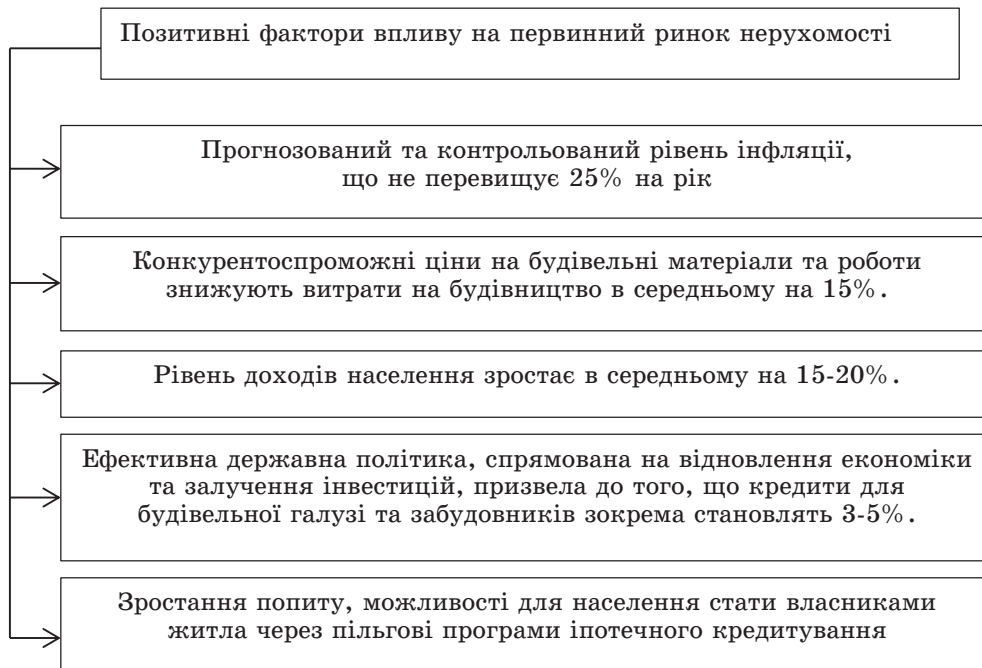 Позитивні фактори впливу на первинний ринок нерухомості
Прогнозований та контрольований рівень інфляції,
що не перевищує 25% на рік
Конкурентоспроможні ціни на будівельні матеріали та роботи
знижують витрати на будівництво в середньому на 15%.
Рівень доходів населення зростає в середньому на 15-20%.
Ефективна державна політика, спрямована на відновлення економіки
та залучення інвестицій, призвела до того, що кредити для
будівельної галузі та забудовників зокрема становлять 3-5%.
Зростання попиту, можливості для населення стати власниками
житла через пільгові програми іпотечного кредитування